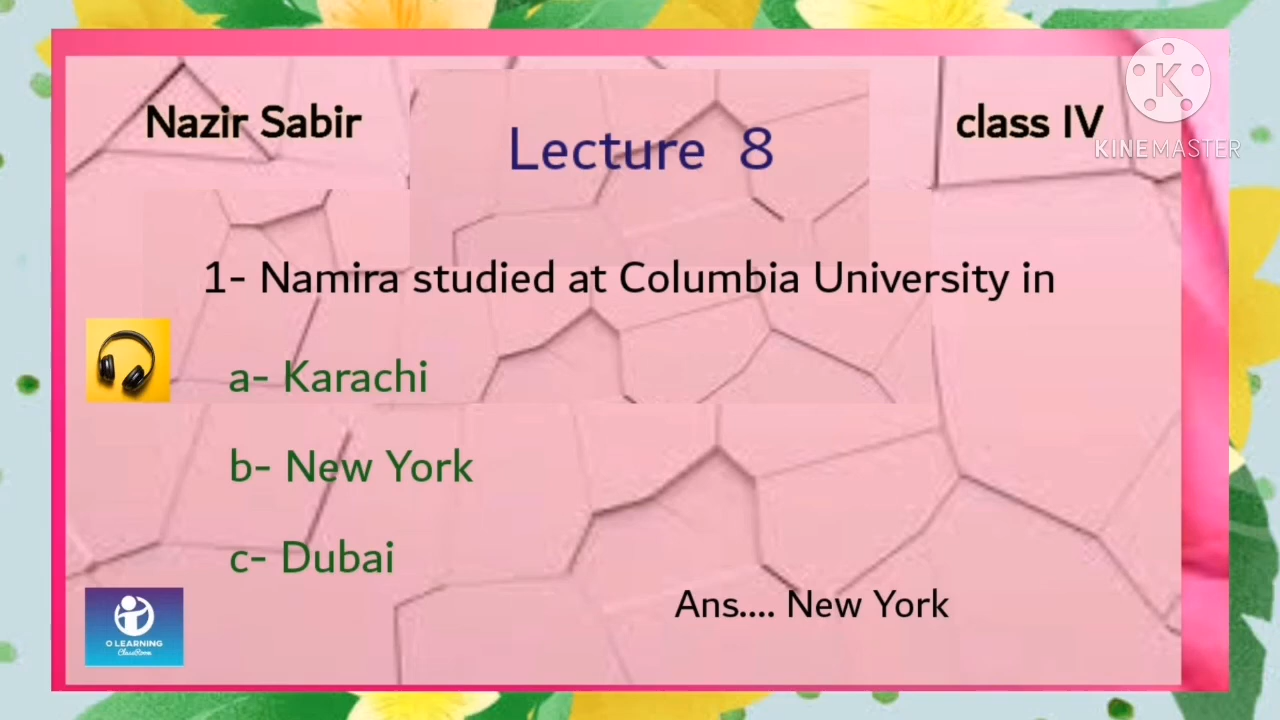 Nazir Sabir
Lecture 8
class IV
KINEMASTER
1- Namira studied at Columbia University in
a- Karachi
b- New York
c- Dubai
Ans.... New York
O LEARNING
ClassRoom